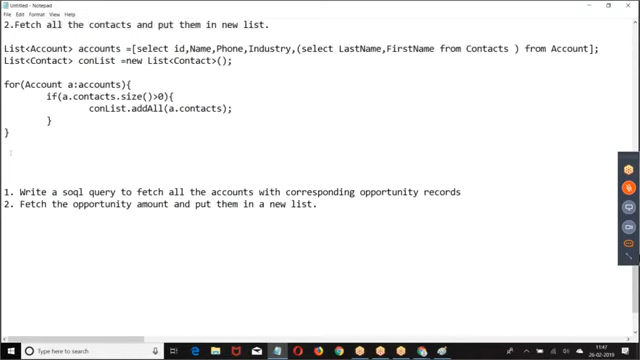 Untitled - Notepad
File Edit Format View Help
2.Fetch all the contacts and put them in new list.
List<Account> accounts =[select id,Name,Phone,Industry,(select LastName,FirstName from Contacts ) from Account];
List<Contact> conList =new List<Contact>();
for(Account a:accounts){
if(a.contacts.size()>0){
conList.addAll(a.contacts);
}
}
1. Write a soql query to fetch all the accounts with corresponding opportunity records
2. Fetch the opportunity amount and put them in a new list.
Type here to search
11:47
26-02-2019